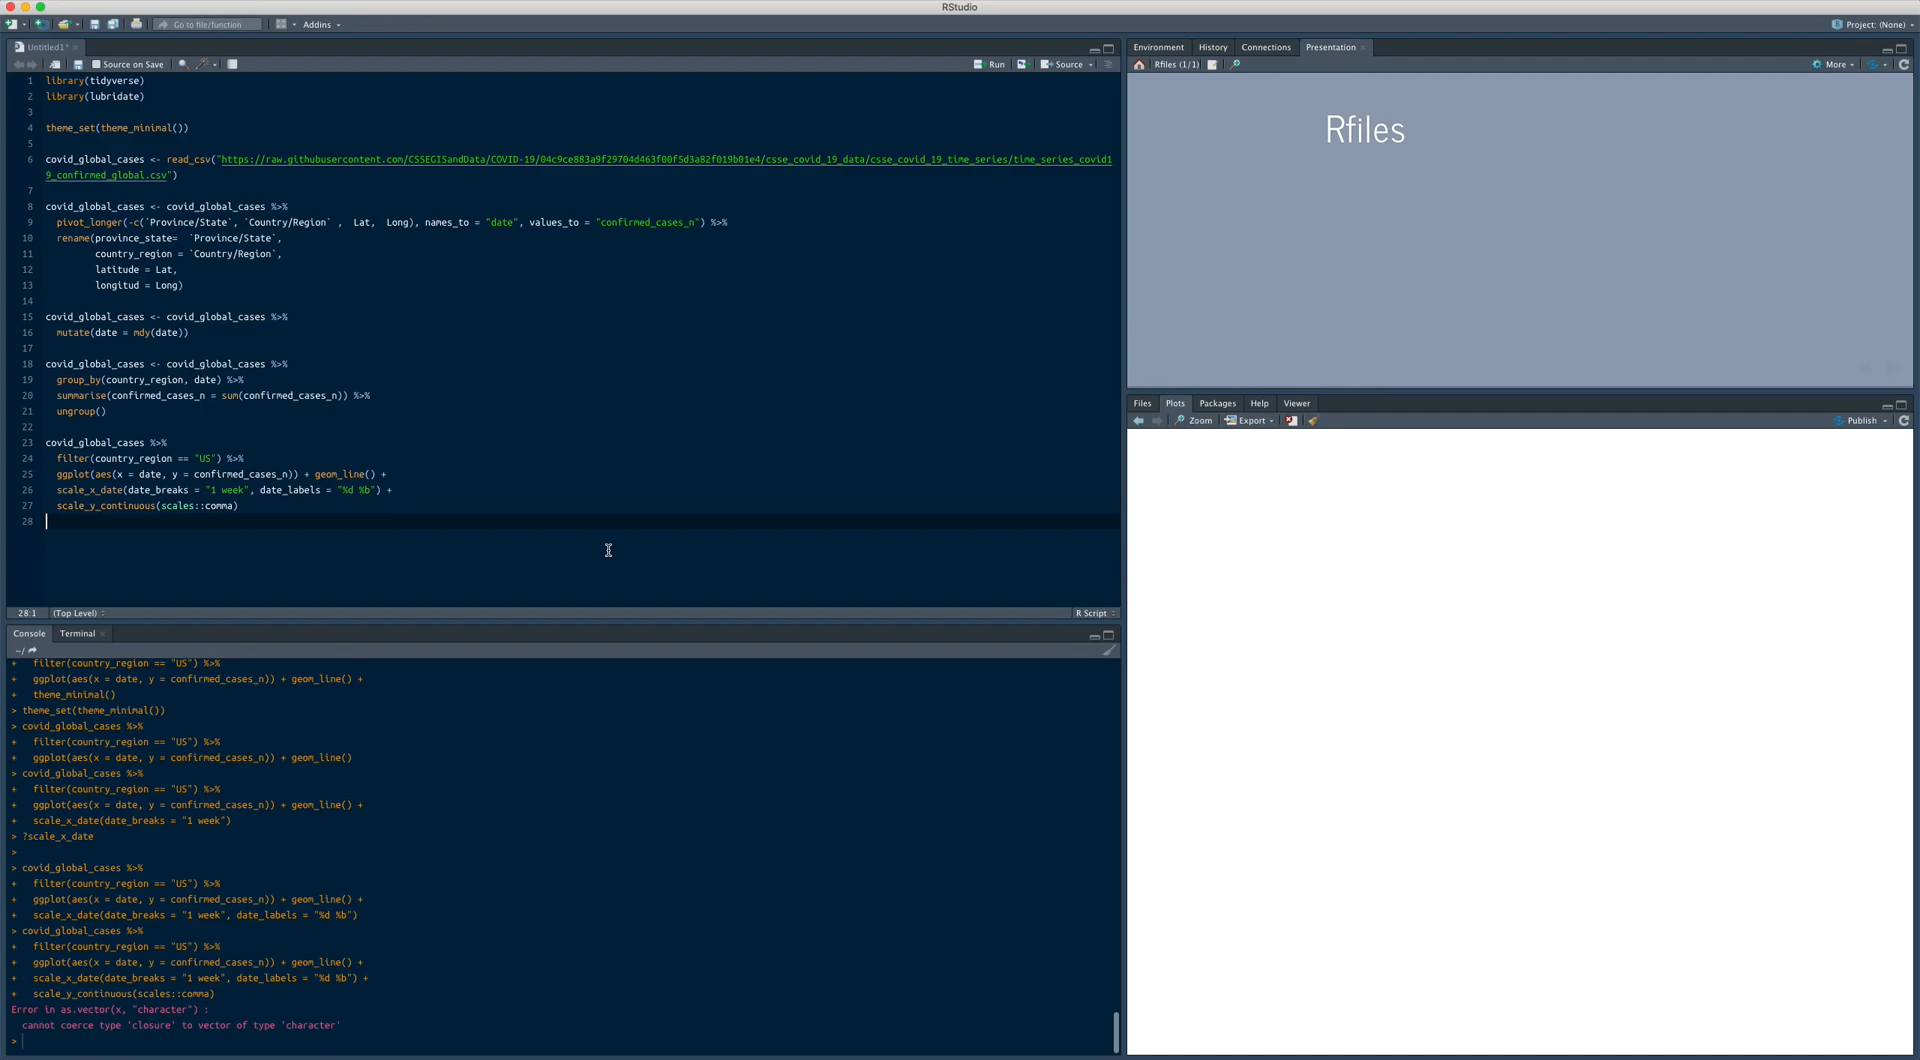 RStudio
Go to file/function
Addins
Project: (None)
Untitled1*
Source on Save
Run
Source
1 library(tidyverse)
2 library(lubridate)
3
4 theme_set(theme_minimal())
5
6 covid_global_cases <- read_csv("https://raw.githubusercontent.com/CSSEGISandData/COVID-19/04c9ce883a9f29704d463f00f5d3a82f019b01e4/csse_covid_19_data/csse_covid_19_time_series/time_series_covid1
9_confirmed_global.csv")
7
8 covid_global_cases <- covid_global_cases %>%
9 pivot_longer(-c(`Province/State`, `Country/Region` ,  Lat,  Long), names_to = "date", values_to = "confirmed_cases_n") %>%
10 rename(province_state=  `Province/State`,
11 country_region = `Country/Region`,
12 latitude = Lat,
13 longitud = Long)
14
15 covid_global_cases <- covid_global_cases %>%
16 mutate(date = mdy(date))
17
18 covid_global_cases <- covid_global_cases %>%
19 group_by(country_region, date) %>%
20 summarise(confirmed_cases_n = sum(confirmed_cases_n)) %>%
21 ungroup()
22
23 covid_global_cases %>%
24 filter(country_region == "US") %>%
25 ggplot(aes(x = date, y = confirmed_cases_n)) + geom_line() +
26 scale_x_date(date_breaks = "1 week", date_labels = "%d %b") +
27 scale_y_continuous(scales::comma)
28
28:1 (Top Level)
R Script
Console Terminal
~/
+ filter(country_region == "US") %>%
+ ggplot(aes(x = date, y = confirmed_cases_n)) + geom_line() +
+ theme_minimal()
> theme_set(theme_minimal())
> covid_global_cases %>%
+ filter(country_region == "US") %>%
+ ggplot(aes(x = date, y = confirmed_cases_n)) + geom_line()
> covid_global_cases %>%
+ filter(country_region == "US") %>%
+ ggplot(aes(x = date, y = confirmed_cases_n)) + geom_line() +
+ scale_x_date(date_breaks = "1 week")
> ?scale_x_date
>
> covid_global_cases %>%
+ filter(country_region == "US") %>%
+ ggplot(aes(x = date, y = confirmed_cases_n)) + geom_line() +
+ scale_x_date(date_breaks = "1 week", date_labels = "%d %b")
> covid_global_cases %>%
+ filter(country_region == "US") %>%
+ ggplot(aes(x = date, y = confirmed_cases_n)) + geom_line() +
+ scale_x_date(date_breaks = "1 week", date_labels = "%d %b") +
+ scale_y_continuous(scales::comma)
Error in as.vector(x, "character") :
cannot coerce type 'closure' to vector of type 'character'
>
Environment History Connections Presentation
Rfiles (1/1)
More
Rfiles
Files Plots Packages Help Viewer
Zoom Export
Publish